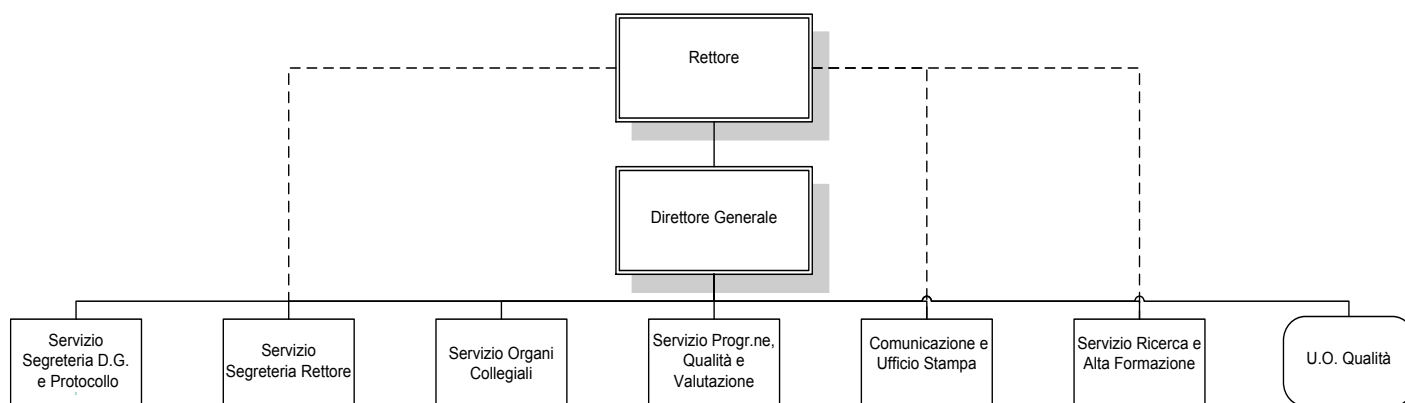 Rettore
Direttore Generale
Servizio
Segreteria D.G.
e Protocollo
Servizio
Segreteria Rettore
Servizio Organi
Collegiali
Servizio Progr.ne,
Qualità e
Valutazione
Comunicazione e
Ufficio Stampa
Servizio Ricerca e
Alta Formazione
U.O. Qualità